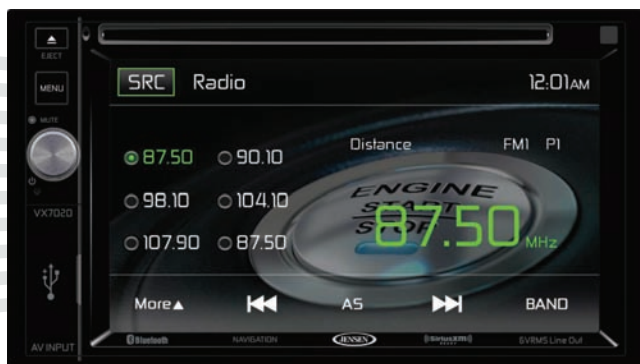 EJECT
MENU
MUTE
VX7020
AV INPUT
SRC Radio 12:01AM
Distance FM1 P1
87.50 90.10
98.10 104.10
107.90 87.50
ENGINE
START
STOP
87.50 MHz
More▲ AS BAND
Bluetooth NAVIGATION JENSEN SiriusXM READY 6VRMS Line Out